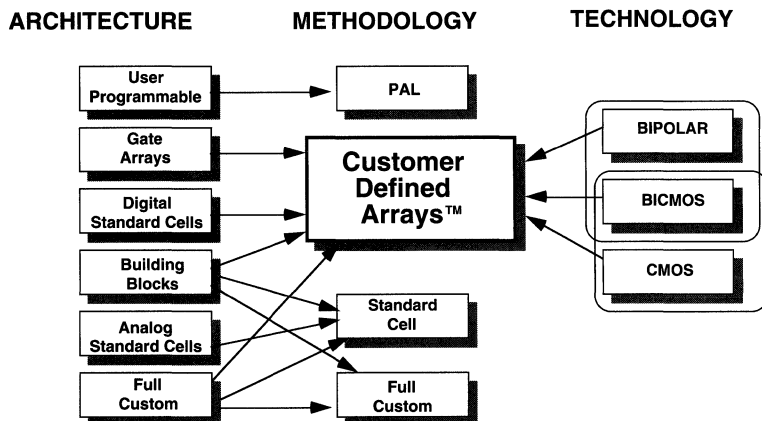 ARCHITECTURE
METHODOLOGY
TECHNOLOGY
User
Programmable
Gate
Arrays
Digital
Standard Cells
Building
Blocks
Analog
Standard Cells
Full
Custom
PAL
Customer
Defined
Arrays™
Standard
Cell
Full
Custom
BIPOLAR
BICMOS
CMOS